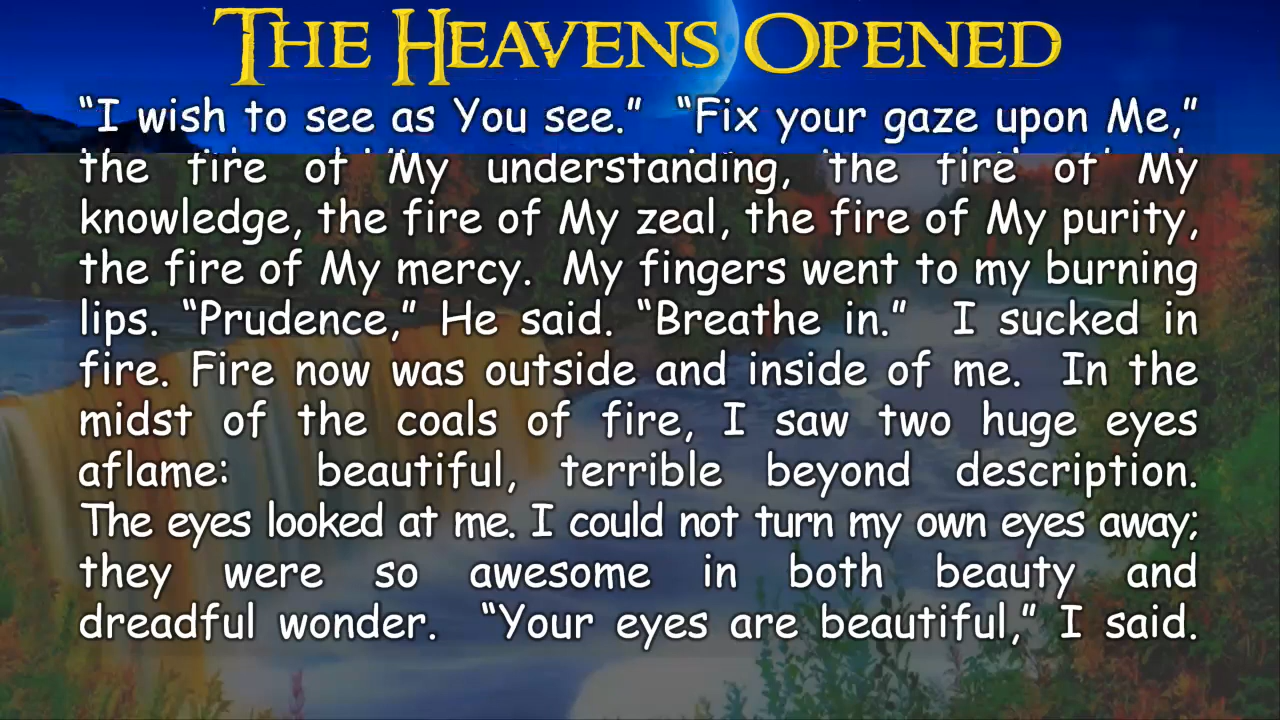 THE HEAVENS OPENED
“I wish to see as You see.” “Fix your gaze upon Me,”
the fire of My understanding, the fire of My
knowledge, the fire of My zeal, the fire of My purity,
the fire of My mercy. My fingers went to my burning
lips. “Prudence,” He said. “Breathe in.” I sucked in
fire. Fire now was outside and inside of me. In the
midst of the coals of fire, I saw two huge eyes
aflame: beautiful, terrible beyond description.
The eyes looked at me. I could not turn my own eyes away;
they were so awesome in both beauty and
dreadful wonder. “Your eyes are beautiful,” I said.